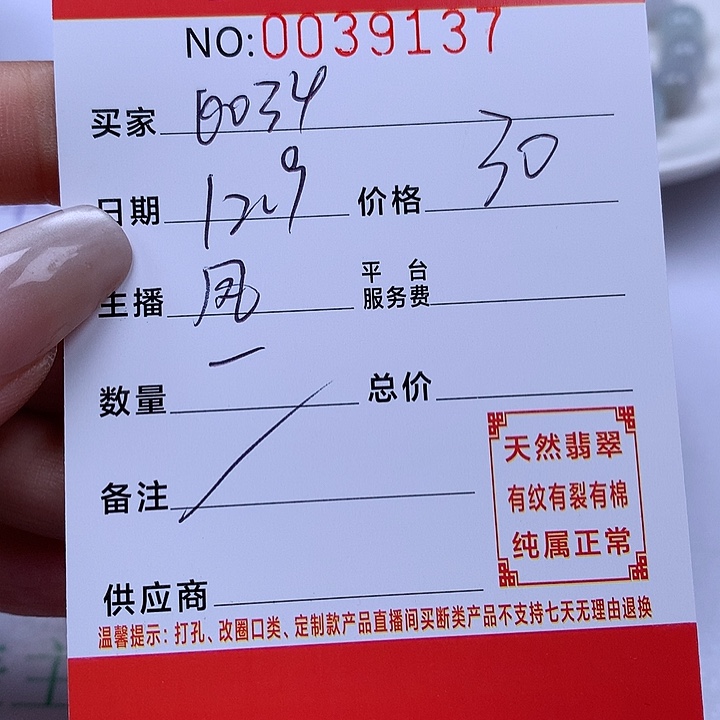 NO:0039137
买家 0034
日期 12.9 价格 30
主播 凤 平台服务费
数量 一 总价
备注
天然翡翠
有纹有裂有棉
纯属正常
供应商
温馨提示：打孔、改圈口类、定制款产品直播间买断类产品不支持七天无理由退换